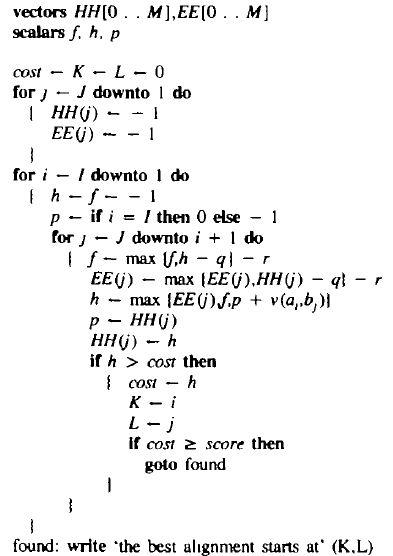 vectors HH[0 . . M],EE[0 . . M]
scalars f, h, p
cost ← K ← L ← 0
for j ← J downto 1 do
{ HH(j) ← − 1
EE(j) ← − 1
}
for i ← I downto 1 do
{ h ← f ← − 1
p ← if i = I then 0 else − 1
for j ← J downto i + 1 do
{ f ← max {f,h − q} − r
EE(j) ← max {EE(j),HH(j) − q} − r
h ← max {EE(j),f,p + v(aᵢ,bⱼ)}
p ← HH(j)
HH(j) ← h
if h > cost then
{ cost ← h
K ← i
L ← j
if cost ≥ score then
goto found
}
}
}
found: write 'the best alignment starts at' (K,L)